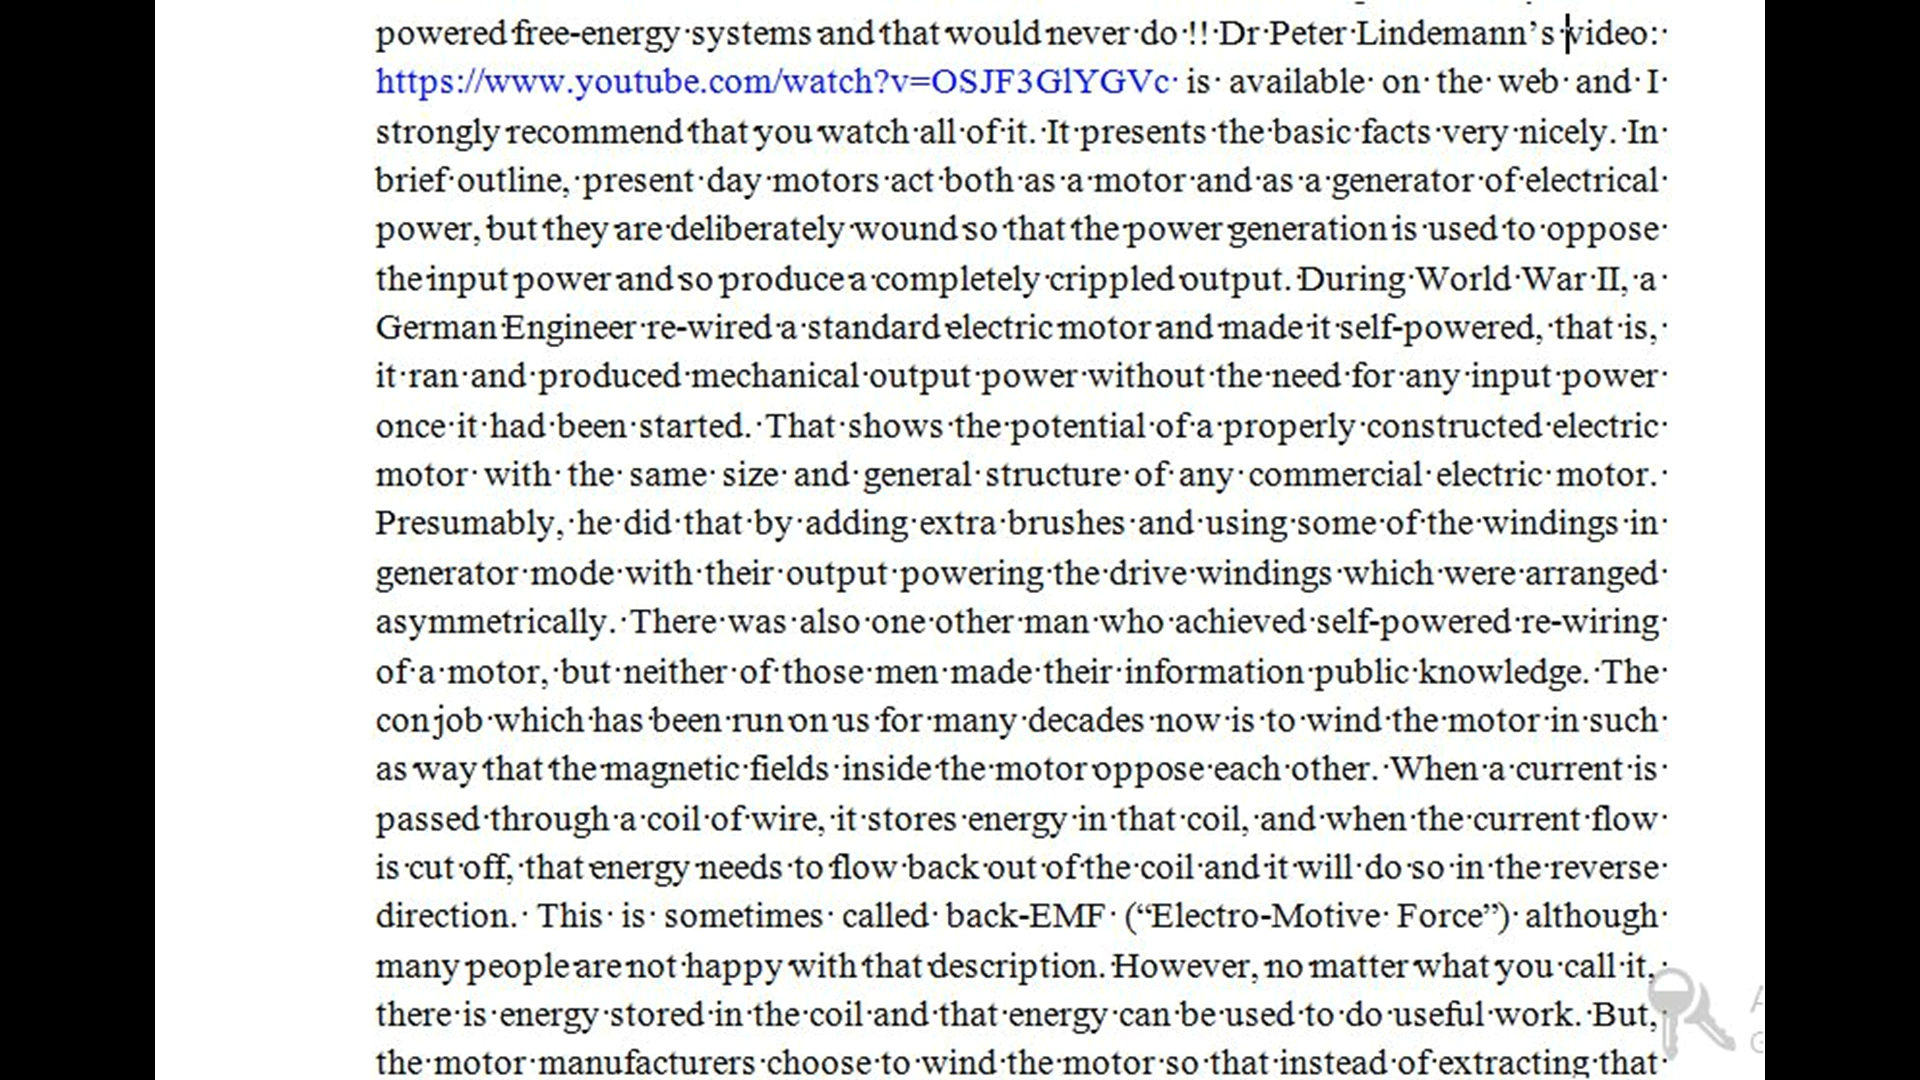 powered free-energy systems and that would never do !! Dr Peter Lindemann’s video:
https://www.youtube.com/watch?v=OSJF3GlYGVc is available on the web and I
strongly recommend that you watch all of it. It presents the basic facts very nicely. In
brief outline, present day motors act both as a motor and as a generator of electrical
power, but they are deliberately wound so that the power generation is used to oppose
the input power and so produce a completely crippled output. During World War II, a
German Engineer re-wired a standard electric motor and made it self-powered, that is,
it ran and produced mechanical output power without the need for any input power
once it had been started. That shows the potential of a properly constructed electric
motor with the same size and general structure of any commercial electric motor.
Presumably, he did that by adding extra brushes and using some of the windings in
generator mode with their output powering the drive windings which were arranged
asymmetrically. There was also one other man who achieved self-powered re-wiring
of a motor, but neither of those men made their information public knowledge. The
con job which has been run on us for many decades now is to wind the motor in such
as way that the magnetic fields inside the motor oppose each other. When a current is
passed through a coil of wire, it stores energy in that coil, and when the current flow
is cut off, that energy needs to flow back out of the coil and it will do so in the reverse
direction. This is sometimes called back-EMF (“Electro-Motive Force”) although
many people are not happy with that description. However, no matter what you call it,
there is energy stored in the coil and that energy can be used to do useful work. But,
the motor manufacturers choose to wind the motor so that instead of extracting that